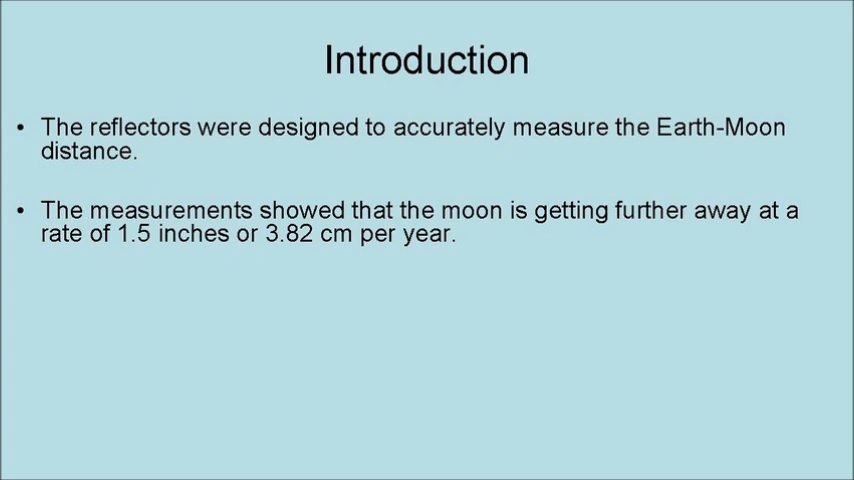 Introduction
• The reflectors were designed to accurately measure the Earth-Moon
distance.
• The measurements showed that the moon is getting further away at a
rate of 1.5 inches or 3.82 cm per year.